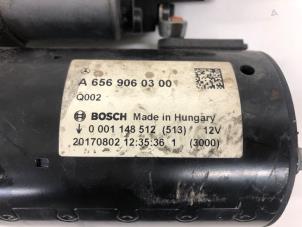 A 656 906 03 00
Q002
BOSCH Made in Hungary
0 001 148 512 (513) 12V
20170802 12:35:36 1 (3000)